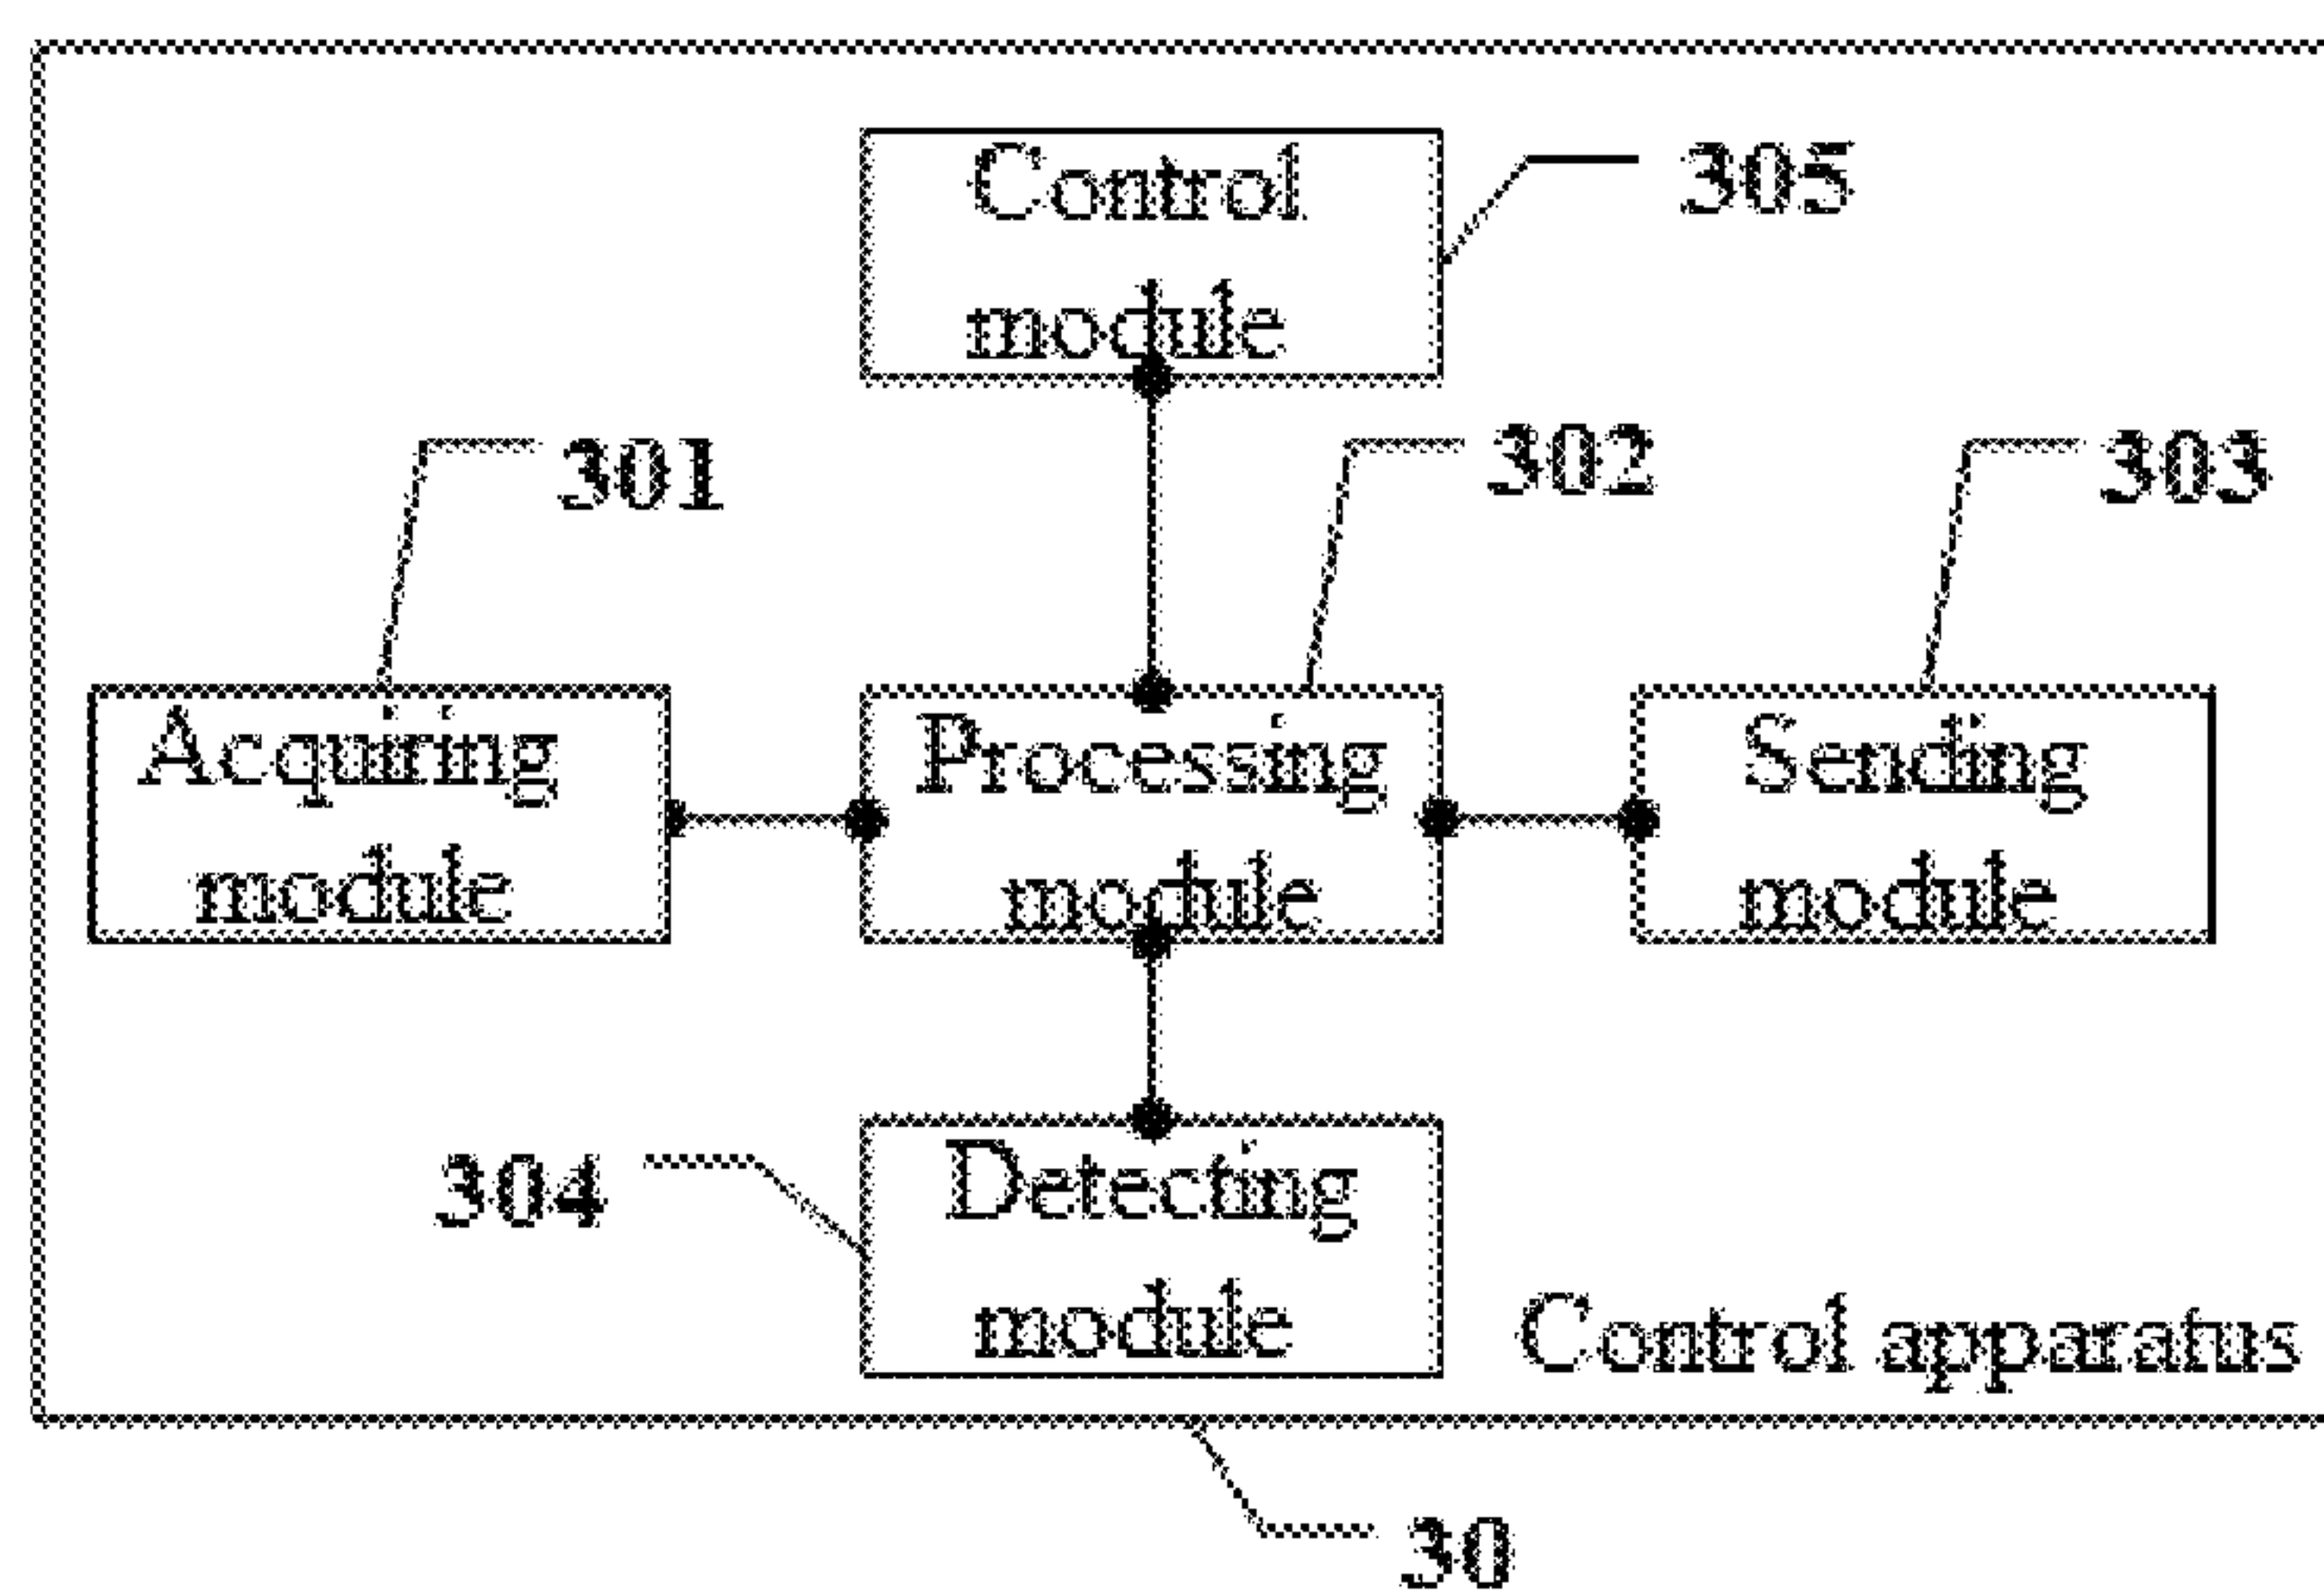 Control
module
305
301
302
303
Acquiring
module
Processing
module
Sending
module
304
Detecting
module
Control apparatus
30